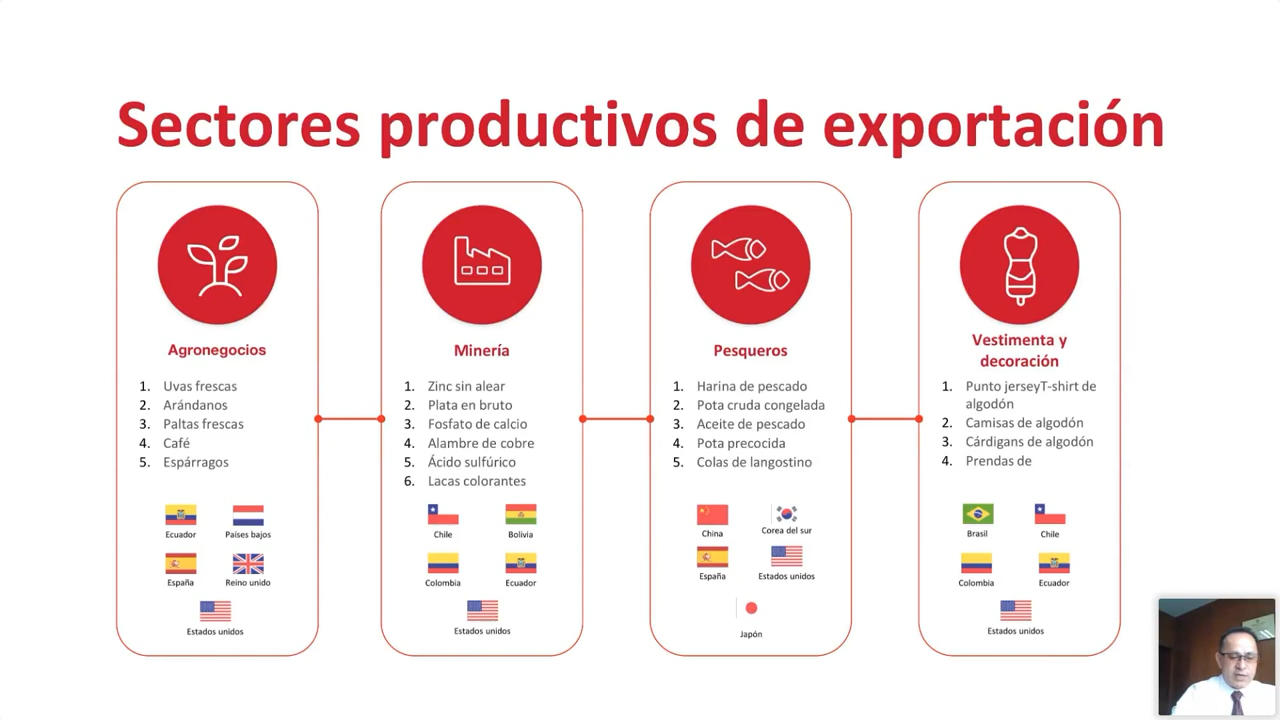 Sectores productivos de exportación
Agronegocios
1. Uvas frescas
2. Arándanos
3. Paltas frescas
4. Café
5. Espárragos
Ecuador
Países bajos
España
Reino unido
Estados unidos
Minería
1. Zinc sin alear
2. Plata en bruto
3. Fosfato de calcio
4. Alambre de cobre
5. Ácido sulfúrico
6. Lacas colorantes
Chile
Bolivia
Colombia
Ecuador
Estados unidos
Pesqueros
1. Harina de pescado
2. Pota cruda congelada
3. Aceite de pescado
4. Pota precocida
5. Colas de langostino
China
Corea del sur
España
Estados unidos
Japón
Vestimenta y
decoración
1. Punto jerseyT-shirt de
algodón
2. Camisas de algodón
3. Cárdigans de algodón
4. Prendas de
Brasil
Chile
Colombia
Ecuador
Estados unidos